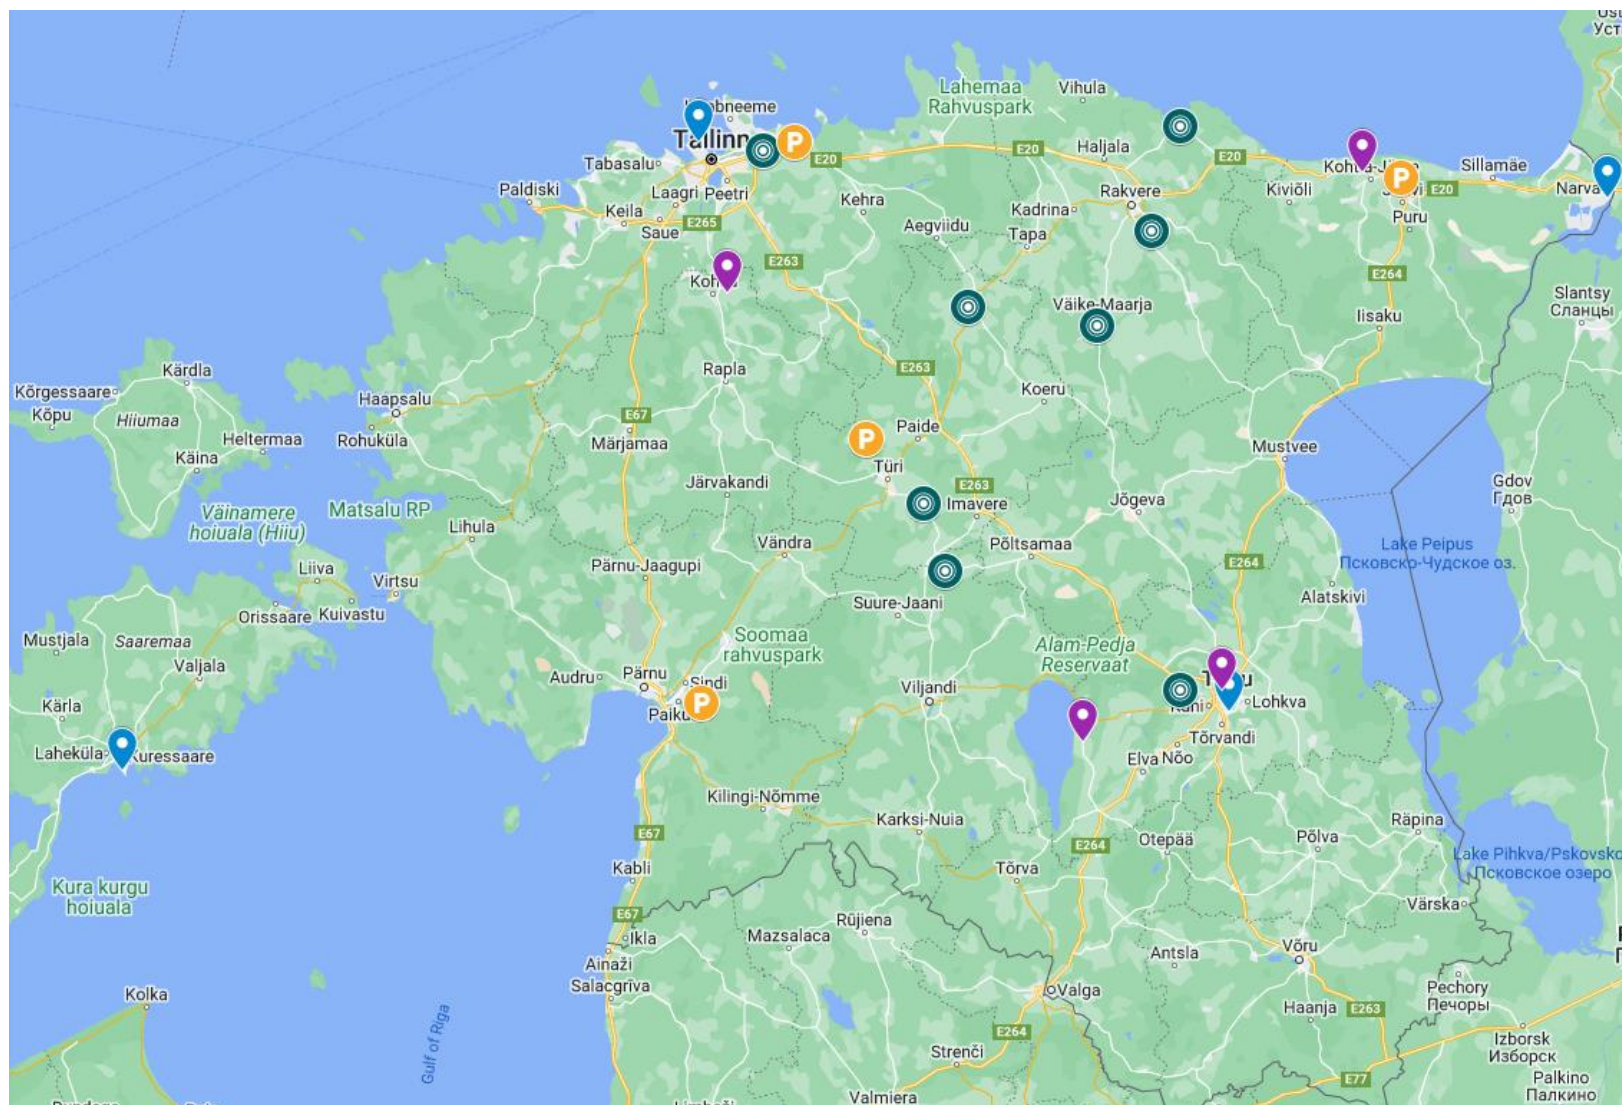 Vihula
Lahemaa
Rahvuspark
Tallinn
Tabasalu
E20
E20
Haljala
E20
Sillamäe
E20
Narva
Paldiski
Laagri
Peetri
Kehra
Kadrina
Rakvere
Kiviõli
Puru
Keila
Saue
E265
Aegviidu
Tapa
E263
E264
Slantsy
Сланцы
Väike-Maarja
Iisaku
Kärdla
Kõrgessaare
Kõpu
Hiiumaa
Heltermaa
Käina
Haapsalu
Rohuküla
Rapla
E67
Märjamaa
E263
Koeru
Paide
Türi
Mustvee
Järvakandi
E263
Imavere
Jõgeva
Gdov
Гдов
Väinamere
hoiuala (Hiiu)
Matsalu RP
Lihula
Vändra
Põltsamaa
E264
Lake Peipus
Псковско-Чудское оз.
Liiva
Virtsu
Pärnu-Jaagupi
Orissaare
Kuivastu
Suure-Jaani
Alatskivi
Mustjala
Saaremaa
Valjala
Soomaa
rahvuspark
Alam-Pedja
Reservaat
Audru
Pärnu
Sindi
Viljandi
Lohkva
Kärla
Laheküla
Kuressaare
Tõrvandi
Elva
Nõo
Kilingi-Nõmme
Karksi-Nuia
E67
E264
Otepää
Põlva
Räpina
Kabli
Tõrva
Lake Pihkva/Pskovsko
Псковское озеро
Kura kurgu
hoiuala
E67
Ikla
Rūjiena
Mazsalaca
Värska
Antsla
Võru
Ainaži
Salacgrīva
Valga
Pechory
Печоры
Kolka
Haanja
E263
Gulf of Riga
E264
Strenči
Izborsk
Изборск
E77
Palkino
Палкино
Valmiera
P
P
P
P